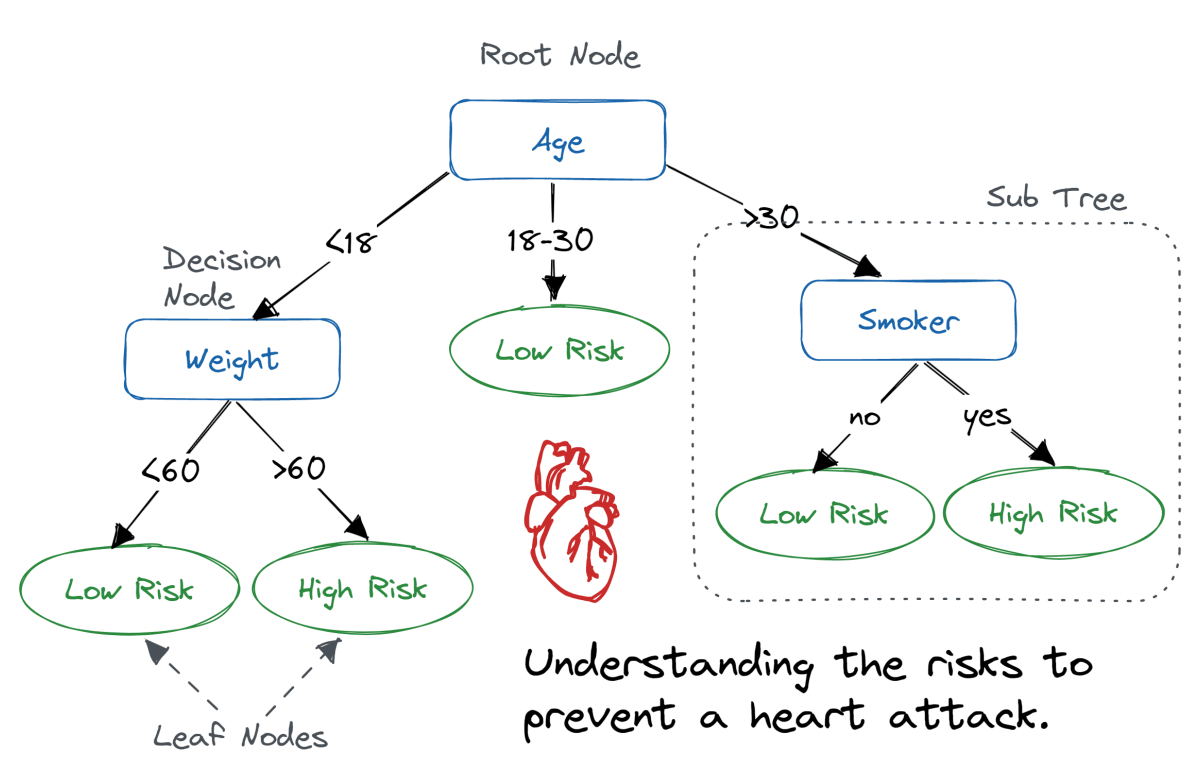 Root Node
Age
Sub Tree
<18
18-30
>30
Decision
Node
Weight
Low Risk
Smoker
<60
>60
no
yes
Low Risk
High Risk
Low Risk
High Risk
Leaf Nodes
Understanding the risks to
prevent a heart attack.